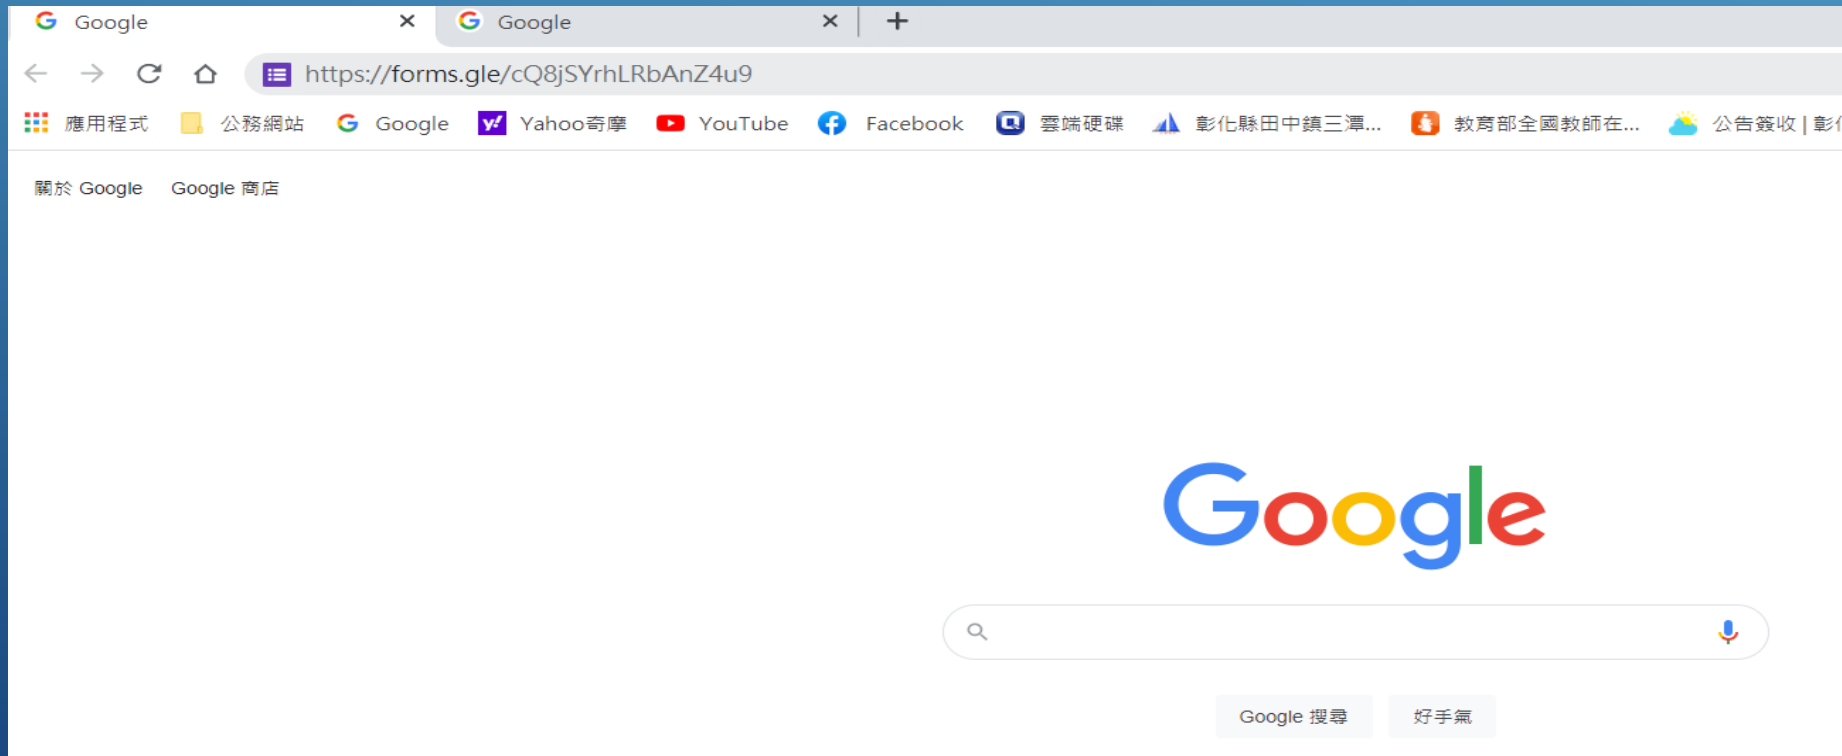 Google Google
https://forms.gle/cQ8jSYrhLRbAnZ4u9
應用程式 公務網站 Google Yahoo奇摩 YouTube Facebook 雲端硬碟 彰化縣田中鎮三潭... 教育部全國教師在... 公告簽收 | 彰化
關於 Google Google 商店
Google
Google 搜尋 好手氣